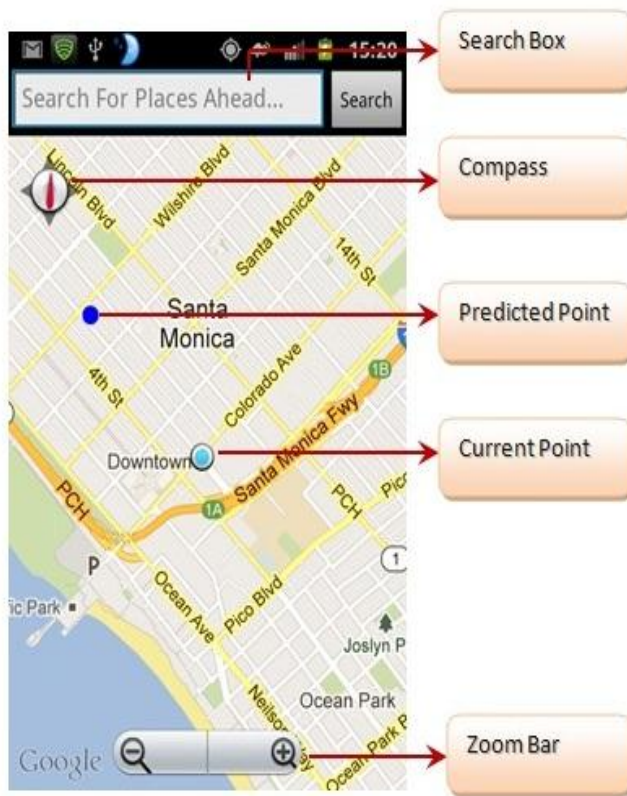 Search Box
15:20
Search For Places Ahead...
Search
Compass
Lincoln Blvd
Wilshire Blvd
Santa Monica Blvd
14th St
Predicted Point
Santa
Monica
4th St
Colorado Ave
1B
Current Point
Downtown
Santa Monica Fwy
PCH
1A
PCH
Pico
P
1
Ocean Ave
Pico Blvd
ic Park
Joslyn P
Ocean Park
Neilson Way
Ocean Park P
Zoom Bar
Google